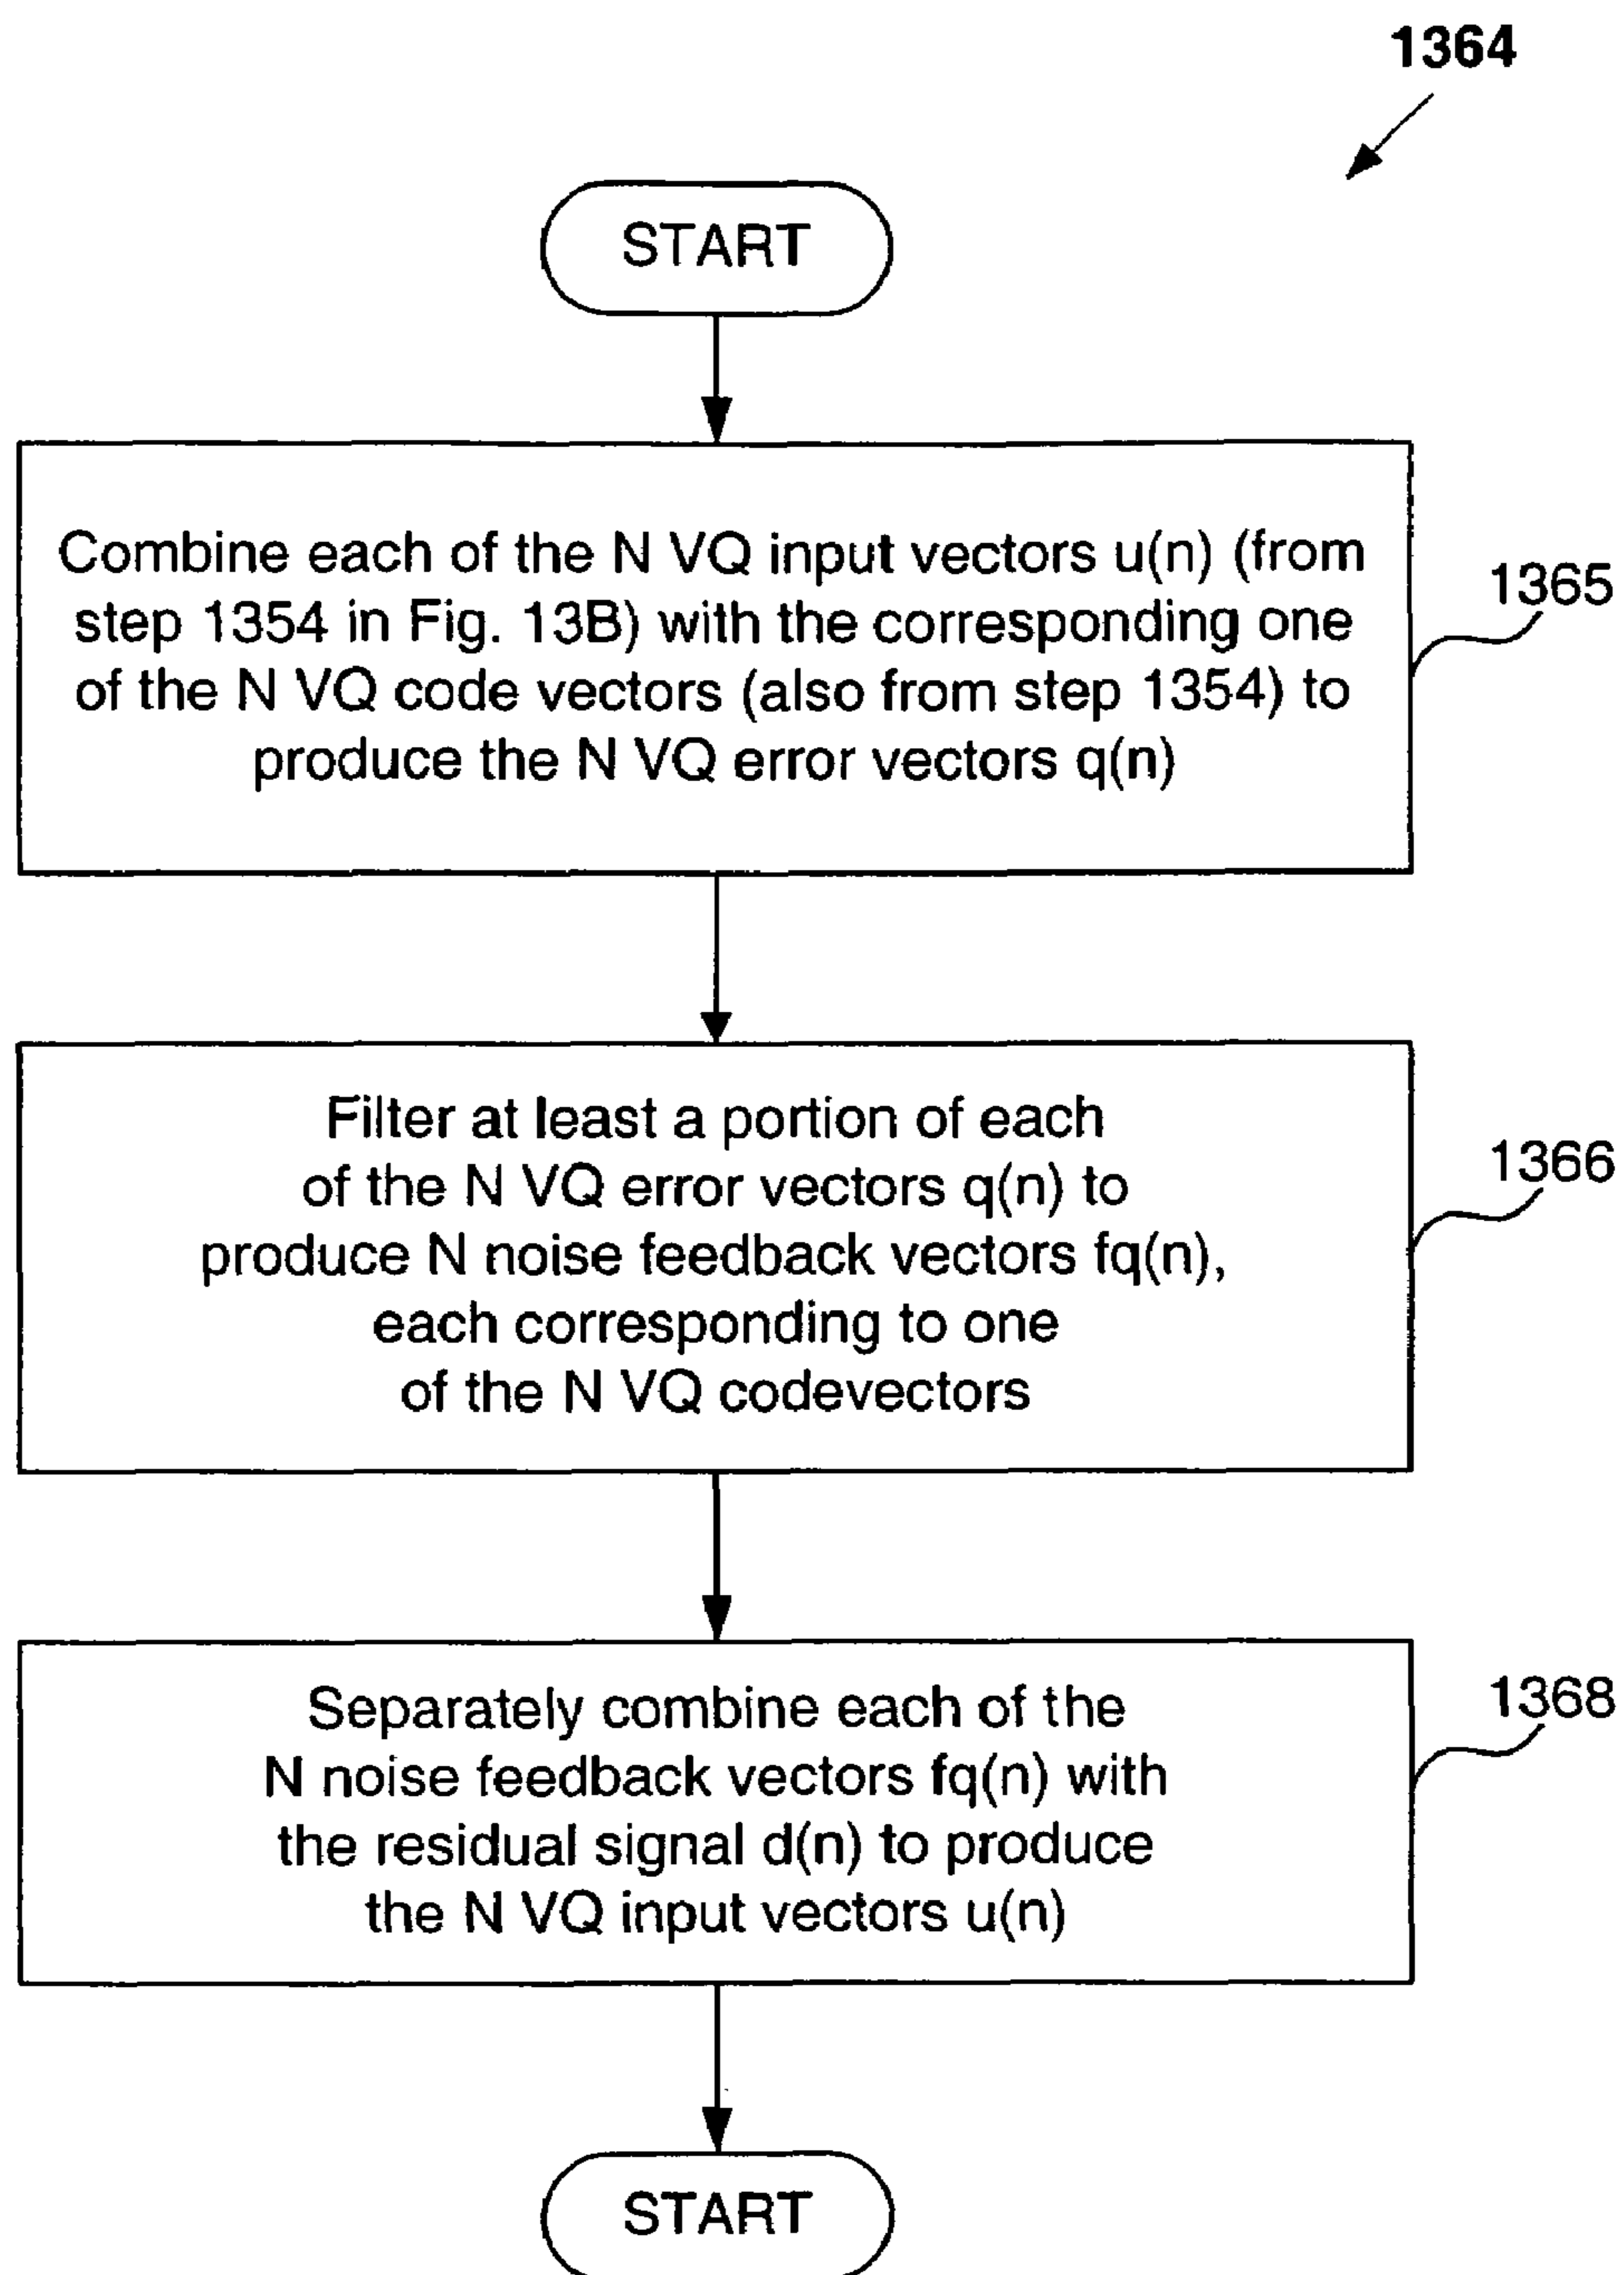 1364
START
Combine each of the N VQ input vectors u(n) (from
step 1354 in Fig. 13B) with the corresponding one
of the N VQ code vectors (also from step 1354) to
produce the N VQ error vectors q(n)
1365
Filter at least a portion of each
of the N VQ error vectors q(n) to
produce N noise feedback vectors fq(n),
each corresponding to one
of the N VQ codevectors
1366
Separately combine each of the
N noise feedback vectors fq(n) with
the residual signal d(n) to produce
the N VQ input vectors u(n)
1368
START